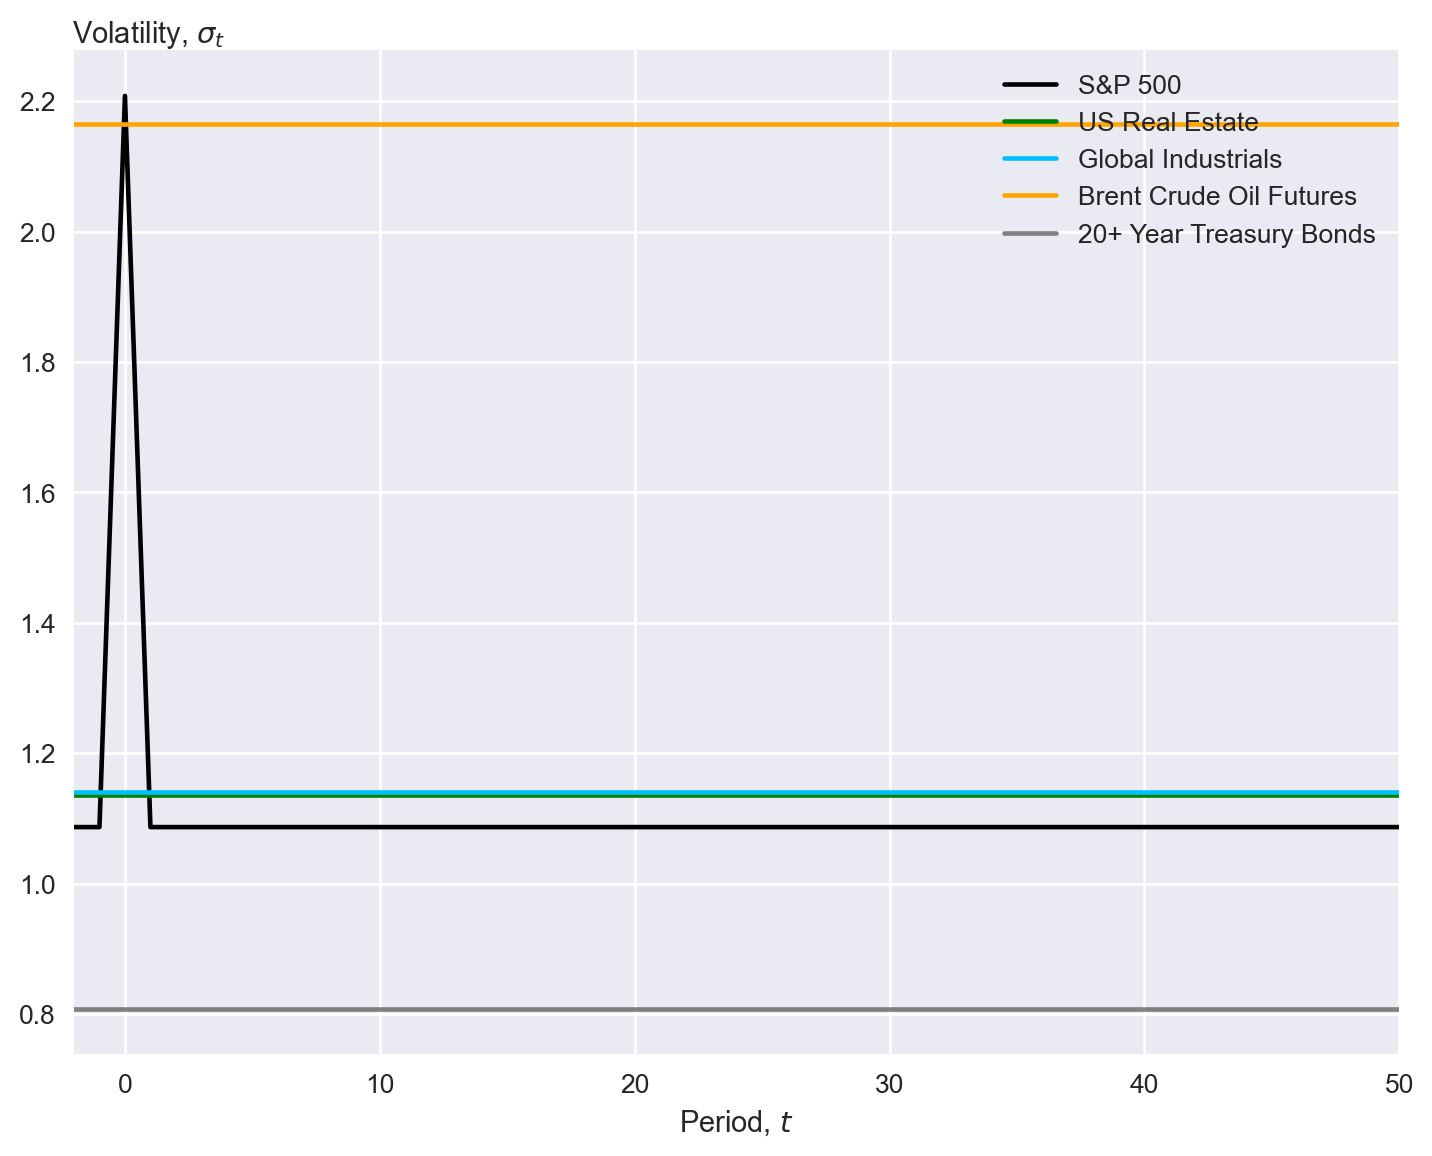 Volatility, σt
2.2
2.0
1.8
1.6
1.4
1.2
1.0
0.8
S&P 500
US Real Estate
Global Industrials
Brent Crude Oil Futures
20+ Year Treasury Bonds
0 10 20 30 40 50
Period, t